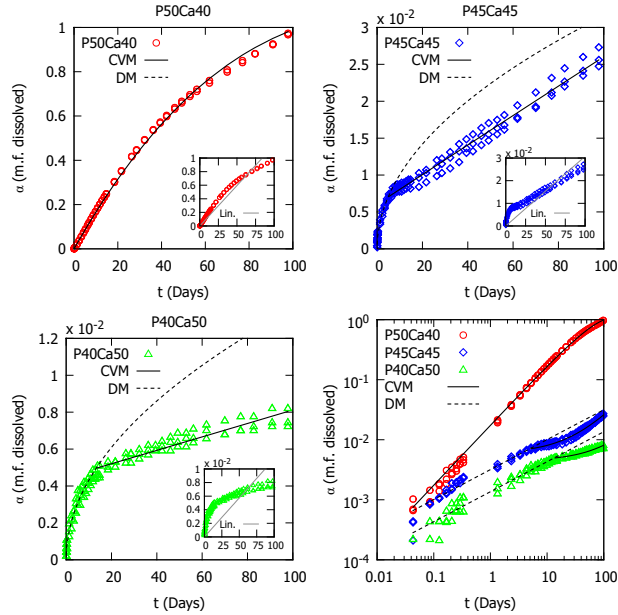 P50Ca40
α (m.f. dissolved)
1
0.8
0.6
0.4
0.2
0
P50Ca40
CVM
DM
1
0.8
0.6
0.4
0.2
0
Lin.
25 50 75 100
0 20 40 60 80 100
t (Days)
P45Ca45
x 10-2
α (m.f. dissolved)
3
2.5
2
1.5
1
0.5
0
P45Ca45
CVM
DM
x 10-2
3
2
1
0
Lin.
25 50 75 100
0 20 40 60 80 100
t (Days)
P40Ca50
x 10-2
α (m.f. dissolved)
1.2
1
0.8
0.6
0.4
0.2
0
P40Ca50
CVM
DM
x 10-2
1
0.8
0.6
0.4
0.2
0
Lin.
25 50 75 100
0 20 40 60 80 100
t (Days)
α (m.f. dissolved)
100
10-1
10-2
10-3
10-4
P50Ca40
P45Ca45
P40Ca50
CVM
DM
0.01 0.1 1 10 100
t (Days)